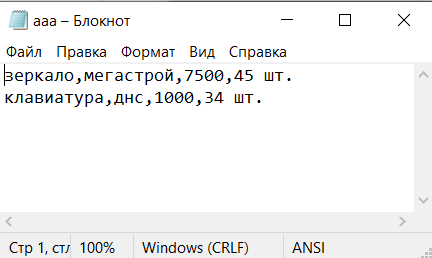 aaa – Блокнот
Файл Правка Формат Вид Справка
зеркало,мегастрой,7500,45 шт.
клавиатура,днс,1000,34 шт.
Стр 1, стл 100% Windows (CRLF) ANSI